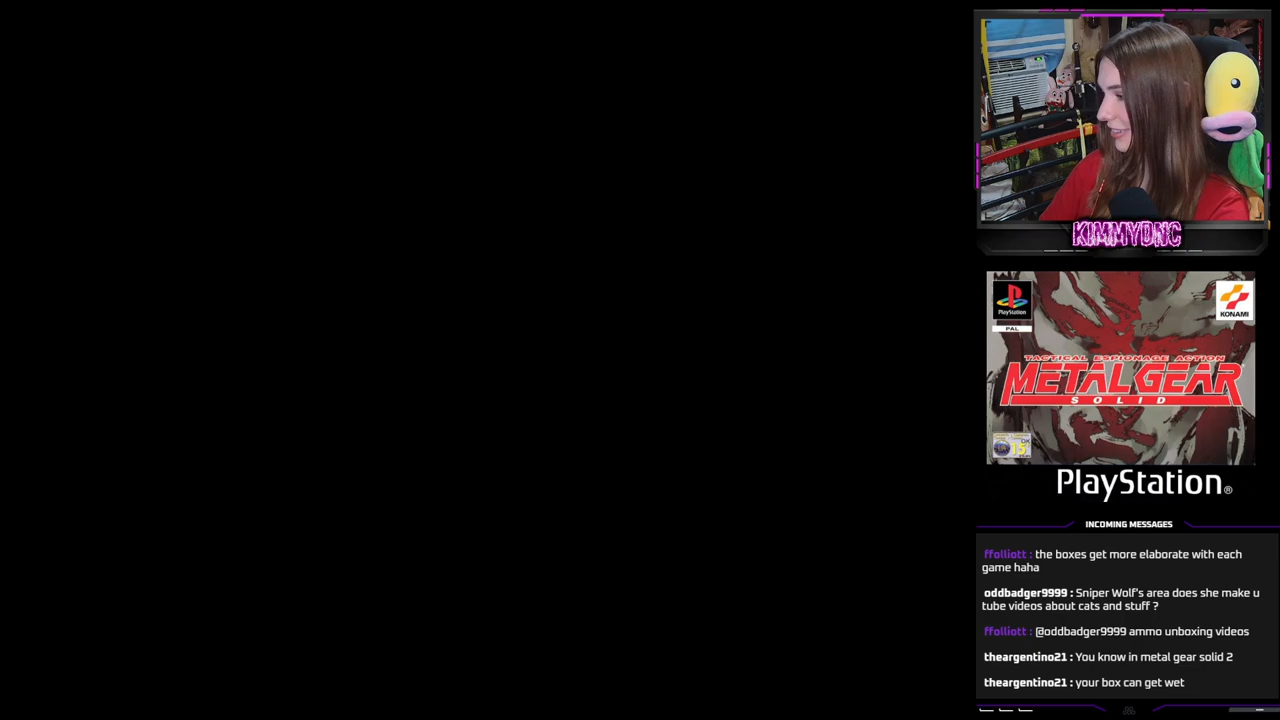 KIMMYDNC
PlayStation
PAL
KONAMI
TACTICAL ESPIONAGE ACTION
METAL GEAR
SOLID
15
PlayStation®
INCOMING MESSAGES
ffolliott : the boxes get more elaborate with each
game haha
oddbadger9999 : Sniper Wolf's area does she make u
tube videos about cats and stuff ?
ffolliott : @oddbadger9999 ammo unboxing videos
theargentino21 : You know in metal gear solid 2
theargentino21 : your box can get wet